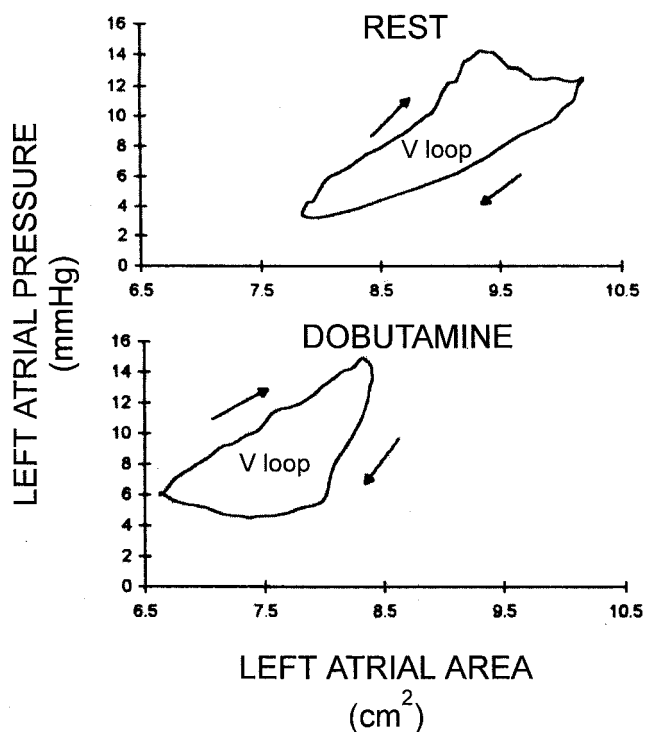 REST
16
14
12
10
8
6
4
2
0
V loop
6.5 7.5 8.5 9.5 10.5
LEFT ATRIAL PRESSURE
(mmHg)
DOBUTAMINE
16
14
12
10
8
6
4
2
0
V loop
6.5 7.5 8.5 9.5 10.5
LEFT ATRIAL AREA
(cm²)